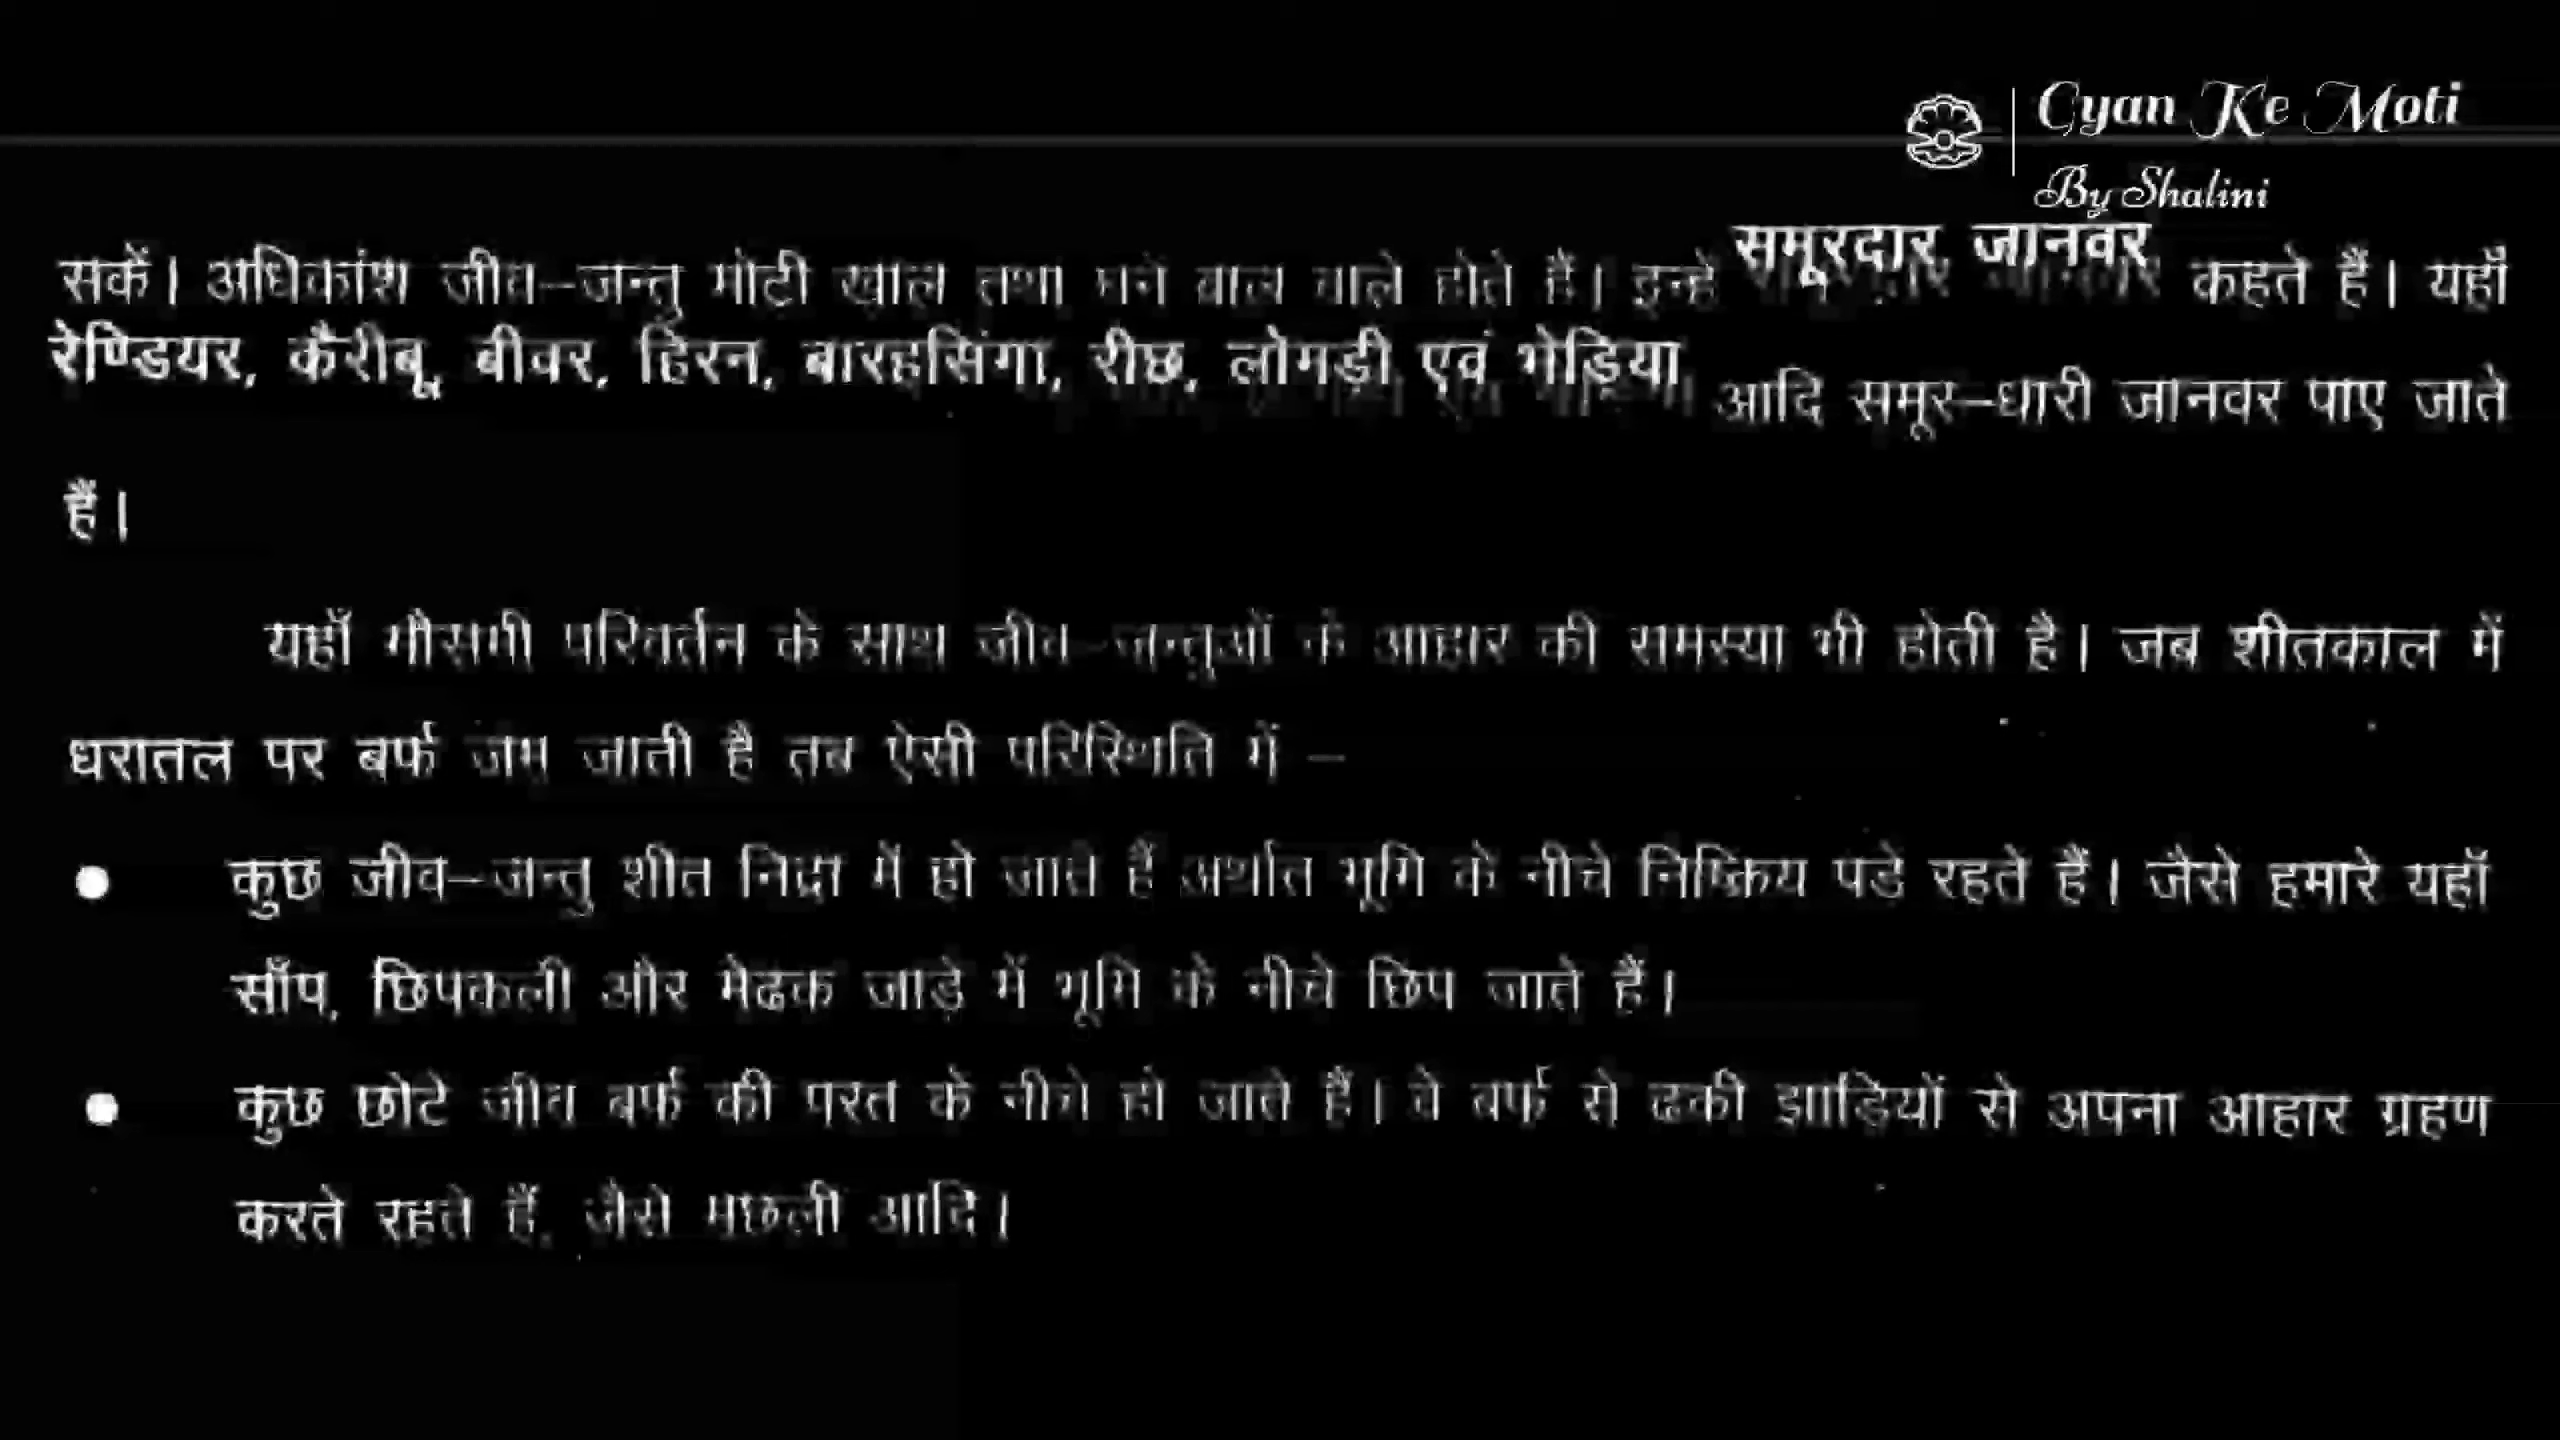 Gyan Ke Moti
By Shalini
सकें। अधिकांश जीव–जन्तु मोटी खाल तथा घने बाल वाले होते हैं। इन्हें समूरदार जानवर कहते हैं। यहाँ
रेण्डियर, कैरीबू, बीवर, हिरन, बारहसिंगा, रीछ, लोमड़ी एवं भेड़िया आदि समूर–धारी जानवर पाए जाते
हैं।
यहाँ मौसमी परिवर्तन के साथ जीव–जन्तुओं के आहार की समस्या भी होती है। जब शीतकाल में
धरातल पर बर्फ जम जाती है तब ऐसी परिस्थिति में –
● कुछ जीव–जन्तु शीत निद्रा में हो जाते हैं अर्थात भूमि के नीचे निष्क्रिय पडे रहते हैं। जैसे हमारे यहाँ
साँप, छिपकली और मेढक जाड़े में भूमि के नीचे छिप जाते हैं।
● कुछ छोटे जीव बर्फ की परत के नीचे हो जाते हैं। वे बर्फ से ढकी झाड़ियों से अपना आहार ग्रहण
करते रहते हैं, जैसे मछली आदि।